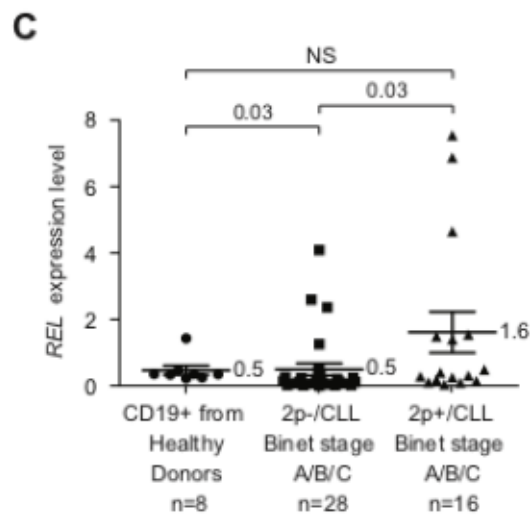 C
NS
0.03
0.03
REL expression level
8
6
4
2
0
0.5
0.5
1.6
CD19+ from
Healthy
Donors
n=8
2p-/CLL
Binet stage
A/B/C
n=28
2p+/CLL
Binet stage
A/B/C
n=16